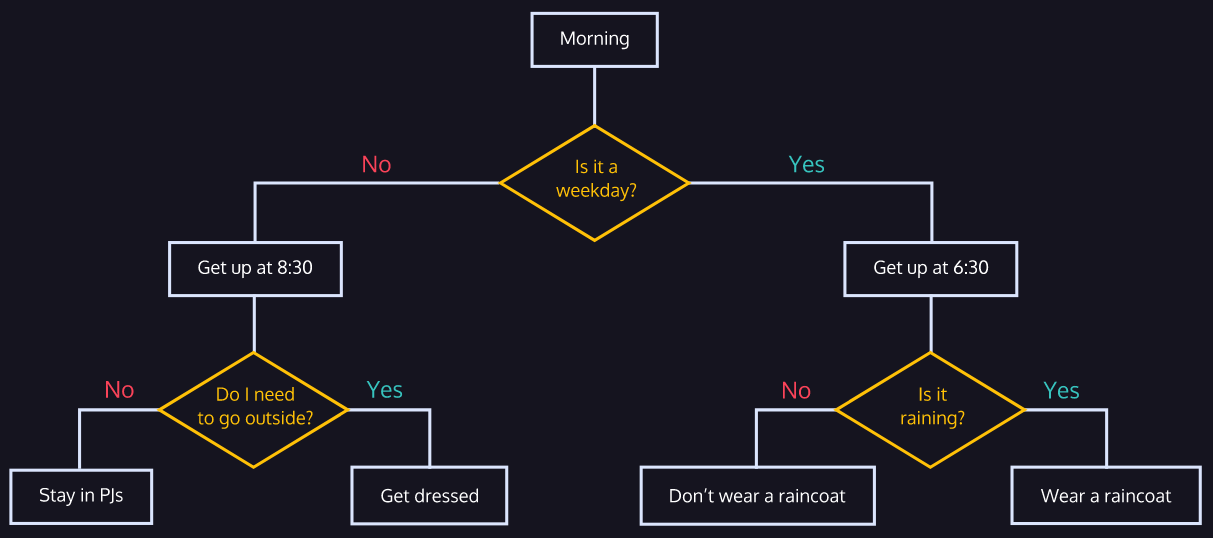 Morning
Is it a
weekday?
No
Yes
Get up at 8:30
Get up at 6:30
Do I need
to go outside?
No
Yes
Is it
raining?
No
Yes
Stay in PJs
Get dressed
Don’t wear a raincoat
Wear a raincoat